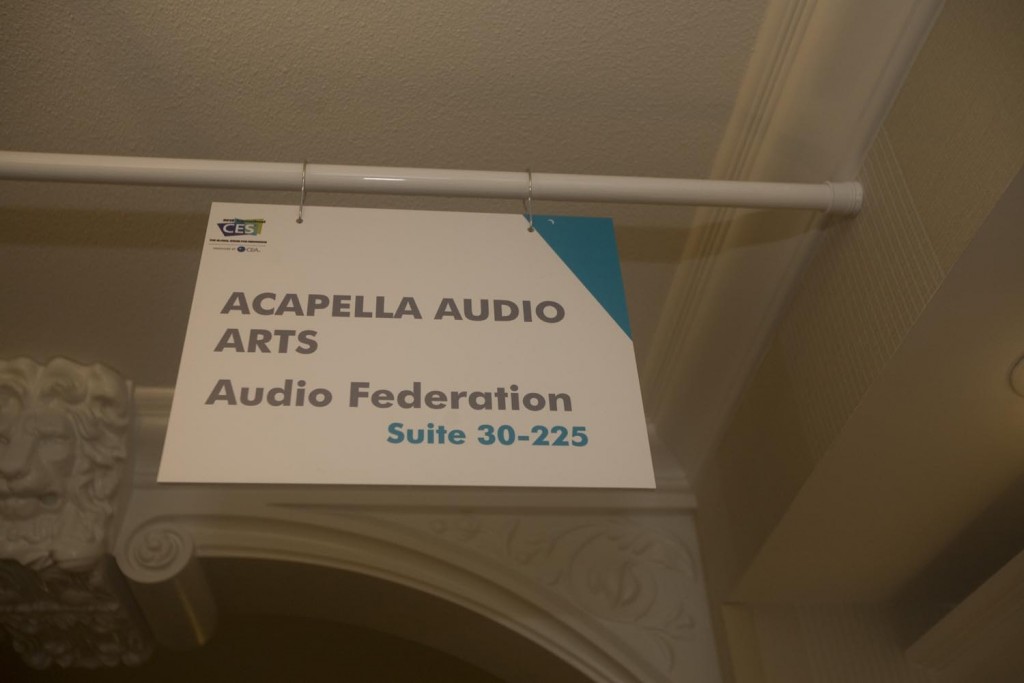 CES
ACAPELLA AUDIO
ARTS
Audio Federation
Suite 30-225